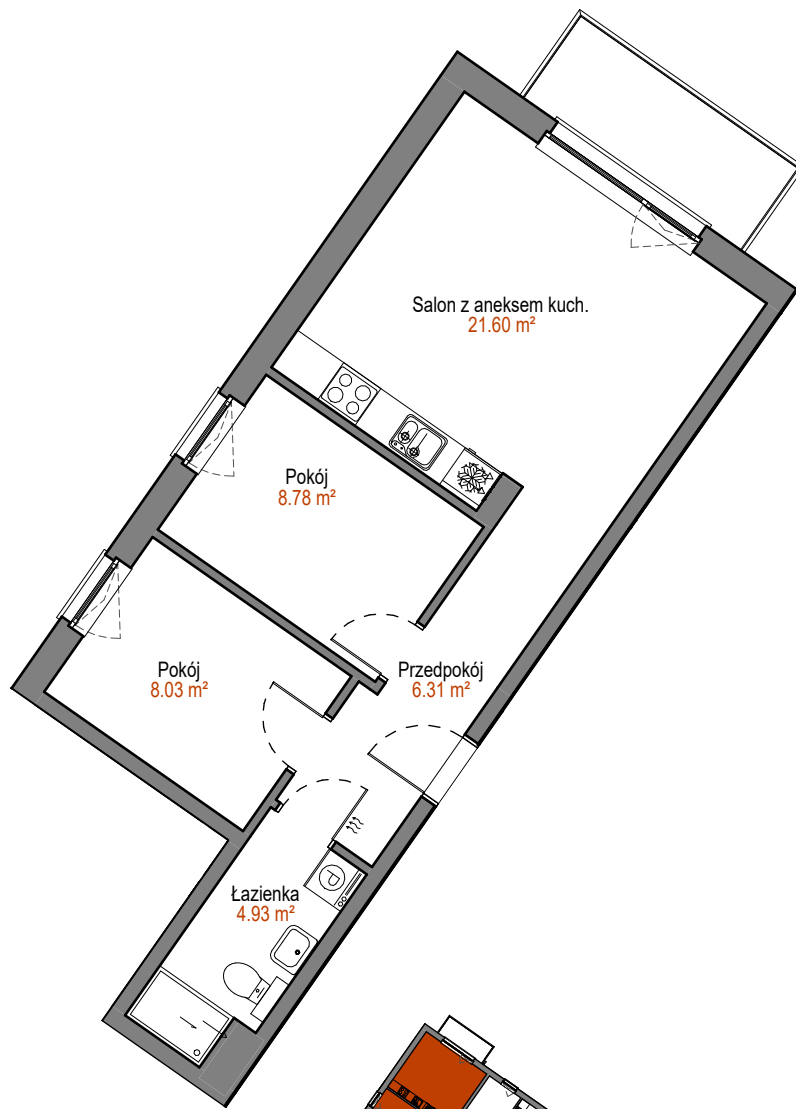 Salon z aneksem kuch.
21.60 m²
Pokój
8.78 m²
Pokój
8.03 m²
Przedpokój
6.31 m²
Łazienka
4.93 m²